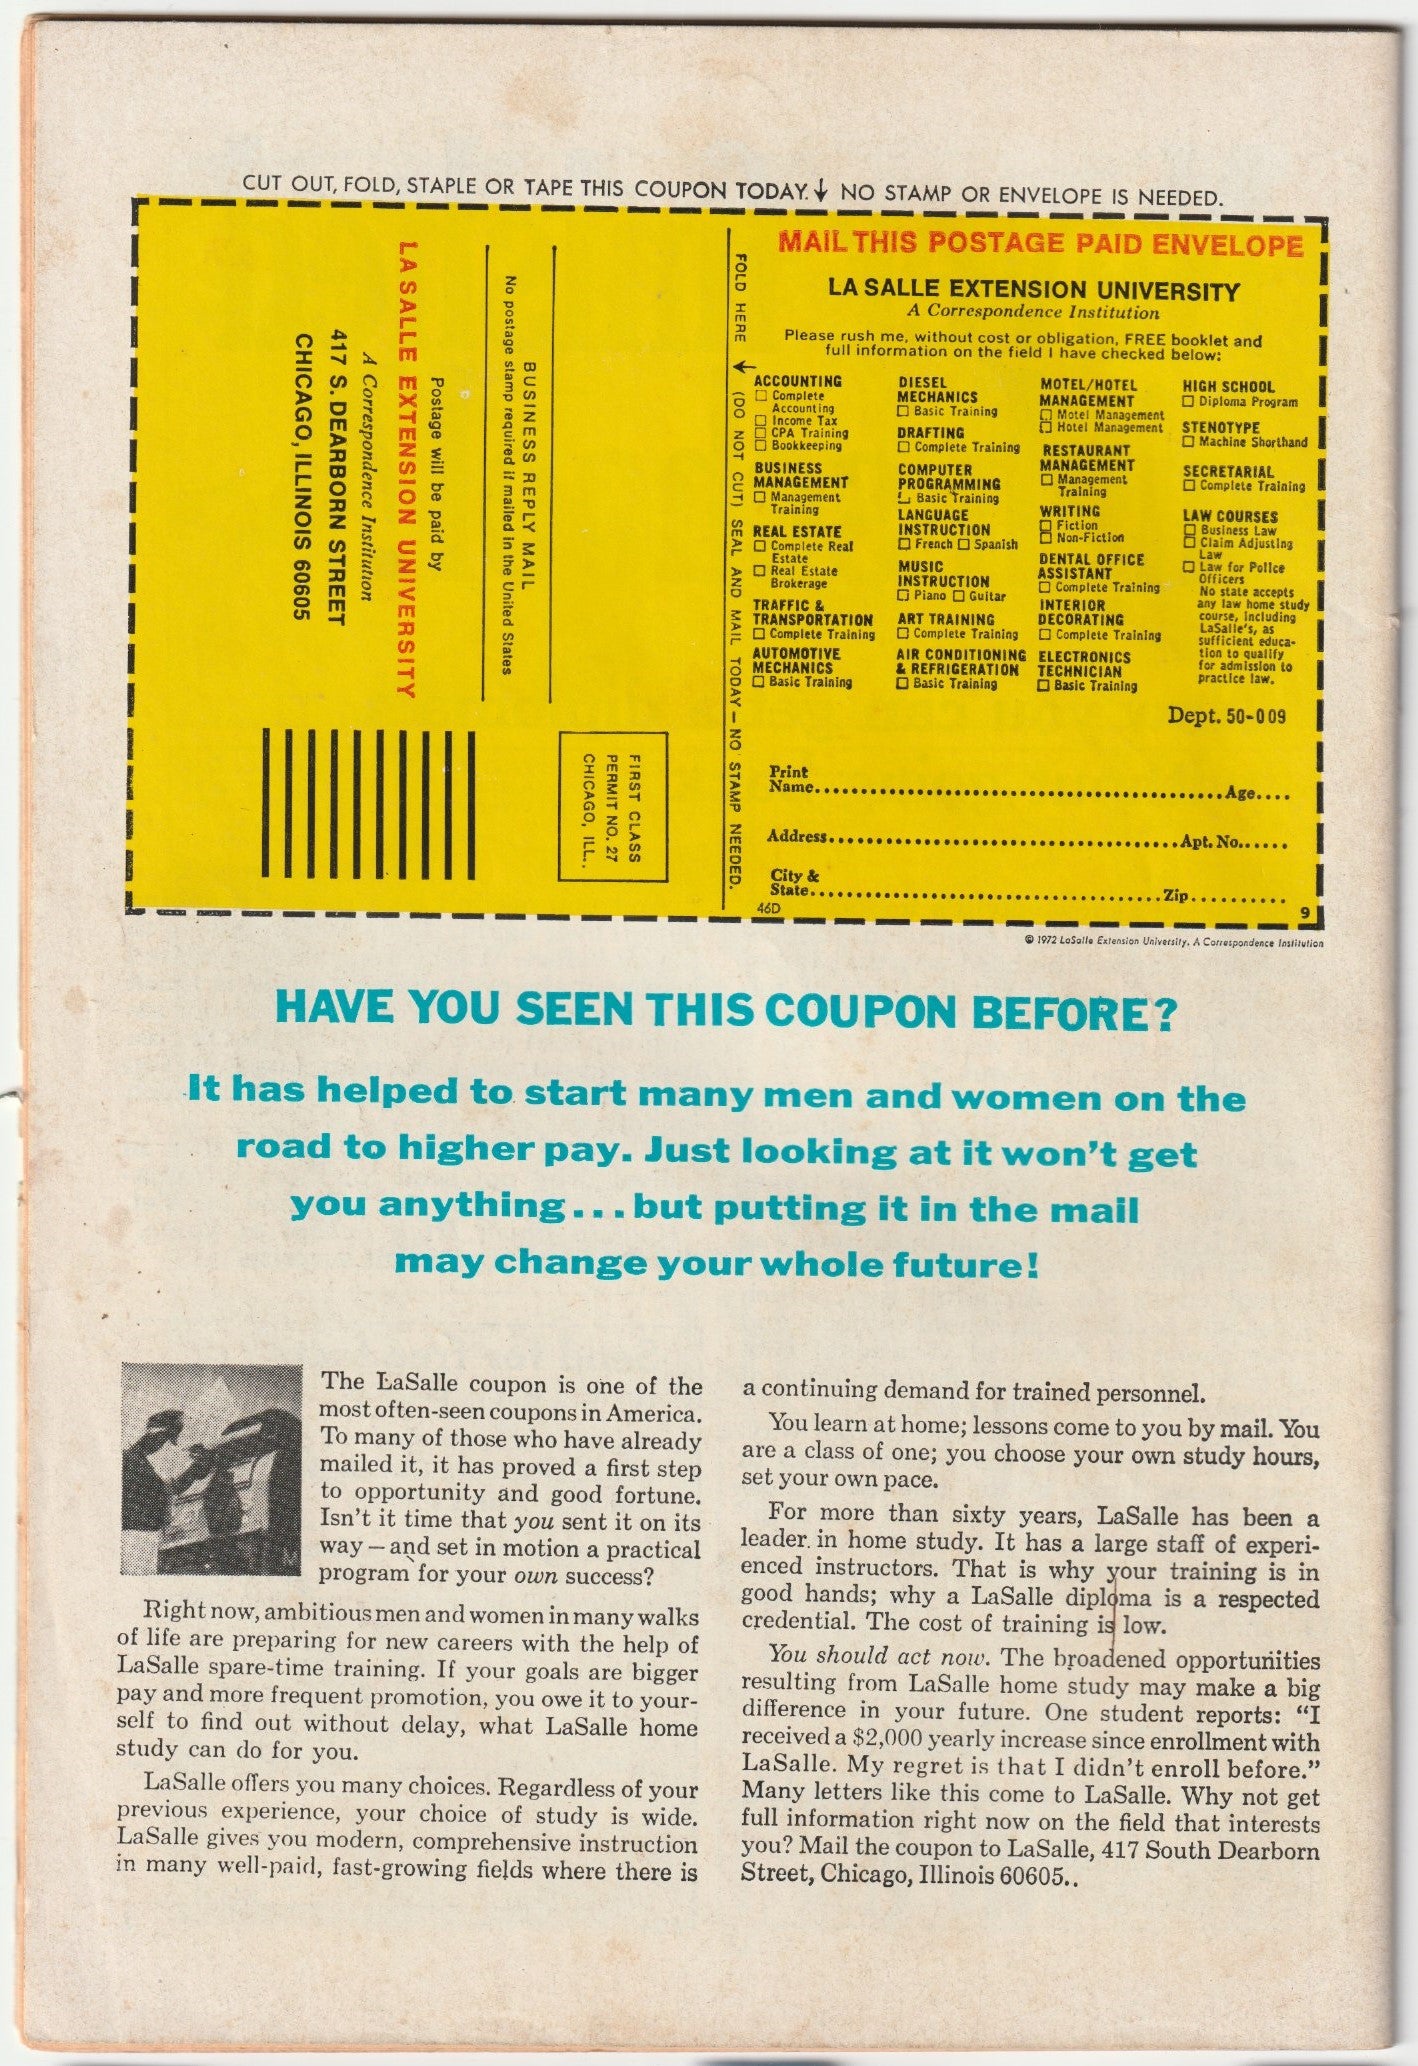 CUT OUT, FOLD, STAPLE OR TAPE THIS COUPON TODAY. ↓ NO STAMP OR ENVELOPE IS NEEDED.
BUSINESS REPLY MAIL
No postage stamp required if mailed in the United States
Postage will be paid by
LA SALLE EXTENSION UNIVERSITY
A Correspondence Institution
417 S. DEARBORN STREET
CHICAGO, ILLINOIS 60605
FIRST CLASS
PERMIT NO. 27
CHICAGO, ILL..
FOLD HERE ↓ (DO NOT CUT) SEAL AND MAIL TODAY—NO STAMP NEEDED.
MAIL THIS POSTAGE PAID ENVELOPE
LA SALLE EXTENSION UNIVERSITY
A Correspondence Institution
Please rush me, without cost or obligation, FREE booklet and
full information on the field I have checked below:
ACCOUNTING
☐ Complete
Accounting
☐ Income Tax
☐ CPA Training
☐ Bookkeeping
BUSINESS
MANAGEMENT
☐ Management
Training
REAL ESTATE
☐ Complete Real
Estate
☐ Real Estate
Brokerage
TRAFFIC &
TRANSPORTATION
☐ Complete Training
AUTOMOTIVE
MECHANICS
☐ Basic Training
DIESEL
MECHANICS
☐ Basic Training
DRAFTING
☐ Complete Training
COMPUTER
PROGRAMMING
☐ Basic Training
LANGUAGE
INSTRUCTION
☐ French ☐ Spanish
MUSIC
INSTRUCTION
☐ Piano ☐ Guitar
ART TRAINING
☐ Complete Training
AIR CONDITIONING
& REFRIGERATION
☐ Basic Training
MOTEL/HOTEL
MANAGEMENT
☐ Motel Management
☐ Hotel Management
RESTAURANT
MANAGEMENT
☐ Management
Training
WRITING
☐ Fiction
☐ Non-Fiction
DENTAL OFFICE
ASSISTANT
☐ Complete Training
INTERIOR
DECORATING
☐ Complete Training
ELECTRONICS
TECHNICIAN
☐ Basic Training
HIGH SCHOOL
☐ Diploma Program
STENOTYPE
☐ Machine Shorthand
SECRETARIAL
☐ Complete Training
LAW COURSES
☐ Business Law
☐ Claim Adjusting
Law
☐ Law for Police
Officers
No state accepts
any law home study
course, including
LaSalle's, as
sufficient educa-
tion to qualify
for admission to
practice law.
Dept. 50-009
Print
Name..........Age....
Address..........Apt. No......
City &
State..........Zip..........
46D 9
© 1972 LaSalle Extension University. A Correspondence Institution
HAVE YOU SEEN THIS COUPON BEFORE?
It has helped to start many men and women on the
road to higher pay. Just looking at it won't get
you anything...but putting it in the mail
may change your whole future!
The LaSalle coupon is one of the
most often-seen coupons in America.
To many of those who have already
mailed it, it has proved a first step
to opportunity and good fortune.
Isn't it time that you sent it on its
way—and set in motion a practical
program for your own success?
Right now, ambitious men and women in many walks
of life are preparing for new careers with the help of
LaSalle spare-time training. If your goals are bigger
pay and more frequent promotion, you owe it to your-
self to find out without delay, what LaSalle home
study can do for you.
LaSalle offers you many choices. Regardless of your
previous experience, your choice of study is wide.
LaSalle gives you modern, comprehensive instruction
in many well-paid, fast-growing fields where there is
a continuing demand for trained personnel.
You learn at home; lessons come to you by mail. You
are a class of one; you choose your own study hours,
set your own pace.
For more than sixty years, LaSalle has been a
leader in home study. It has a large staff of experi-
enced instructors. That is why your training is in
good hands; why a LaSalle diploma is a respected
credential. The cost of training is low.
You should act now. The broadened opportunities
resulting from LaSalle home study may make a big
difference in your future. One student reports: "I
received a $2,000 yearly increase since enrollment with
LaSalle. My regret is that I didn't enroll before."
Many letters like this come to LaSalle. Why not get
full information right now on the field that interests
you? Mail the coupon to LaSalle, 417 South Dearborn
Street, Chicago, Illinois 60605..